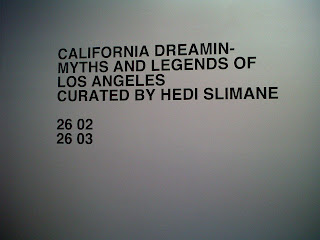 CALIFORNIA DREAMIN-
MYTHS AND LEGENDS OF
LOS ANGELES
CURATED BY HEDI SLIMANE
26 02
26 03